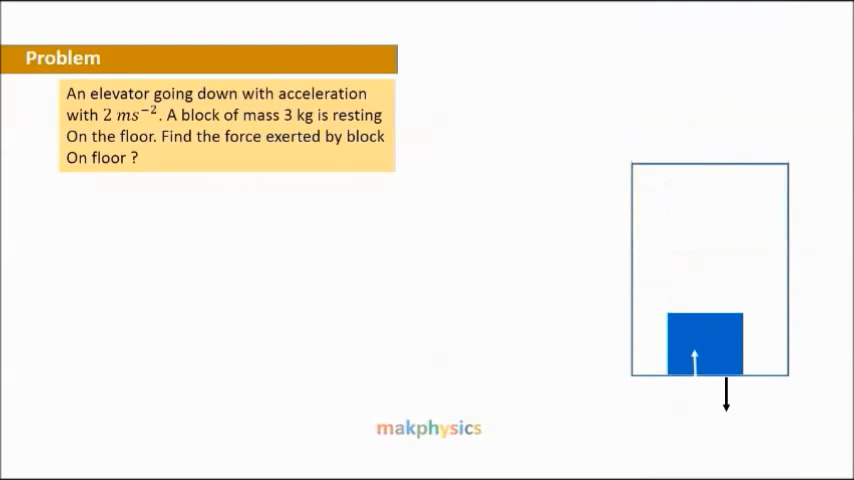 Problem
An elevator going down with acceleration
with 2 ms⁻². A block of mass 3 kg is resting
On the floor. Find the force exerted by block
On floor ?
makphysics